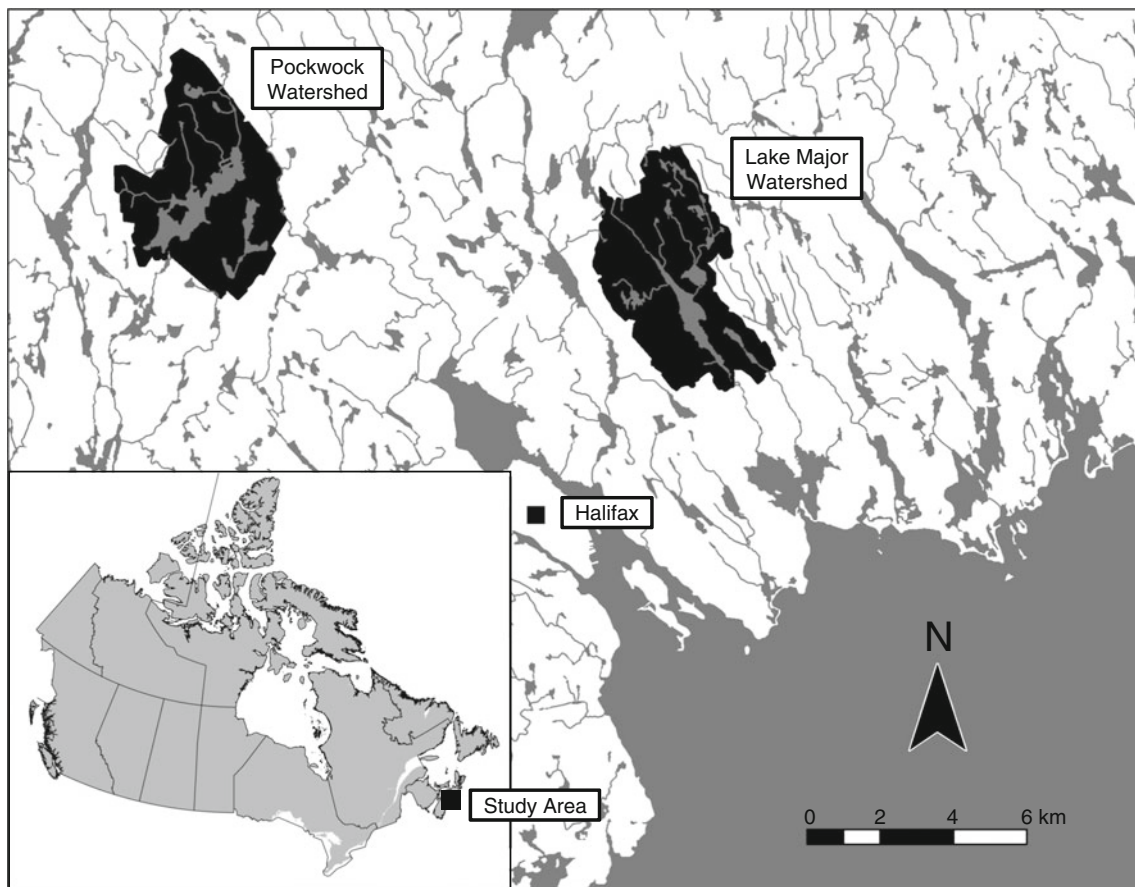 Pockwock
Watershed
Lake Major
Watershed
Halifax
N
Study Area
0 2 4 6 km